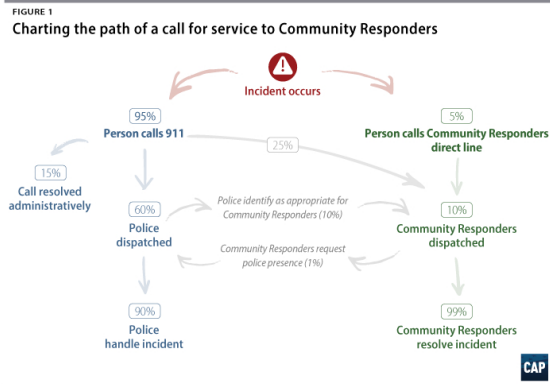 FIGURE 1
Charting the path of a call for service to Community Responders
Incident occurs
95%
Person calls 911
5%
Person calls Community Responders
direct line
25%
15%
Call resolved
administratively
60%
Police
dispatched
Police identify as appropriate for
Community Responders (10%)
10%
Community Responders
dispatched
Community Responders request
police presence (1%)
90%
Police
handle incident
99%
Community Responders
resolve incident
CAP